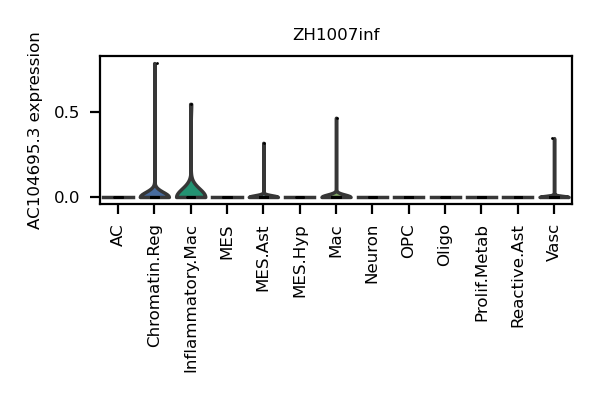 ZH1007inf
AC104695.3 expression
0.5
0.0
AC
Chromatin.Reg
Inflammatory.Mac
MES
MES.Ast
MES.Hyp
Mac
Neuron
OPC
Oligo
Prolif.Metab
Reactive.Ast
Vasc